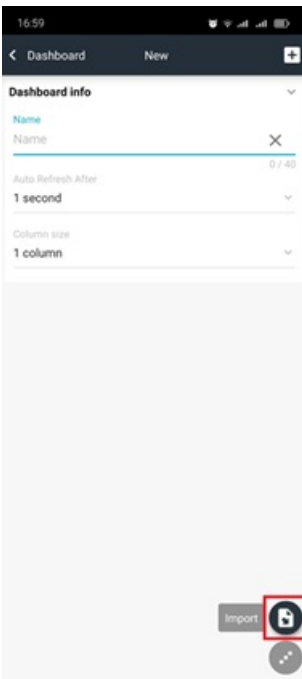 16:59
Dashboard New
Dashboard info
Name
Name
0 / 40
Auto Refresh After
1 second
Column size
1 column
Import